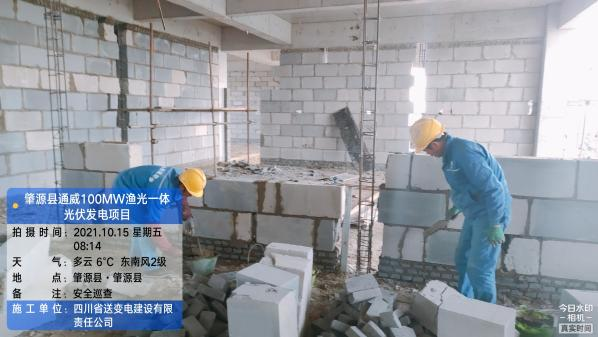 肇源县通威100MW渔光一体
光伏发电项目
拍摄时间：2021.10.15 星期五
08:14
天气：多云 6°C 东南风2级
地点：肇源县·肇源县
备注：安全巡查
施工单位：四川省送变电建设有限
责任公司
今日水印
-相机-
真实时间